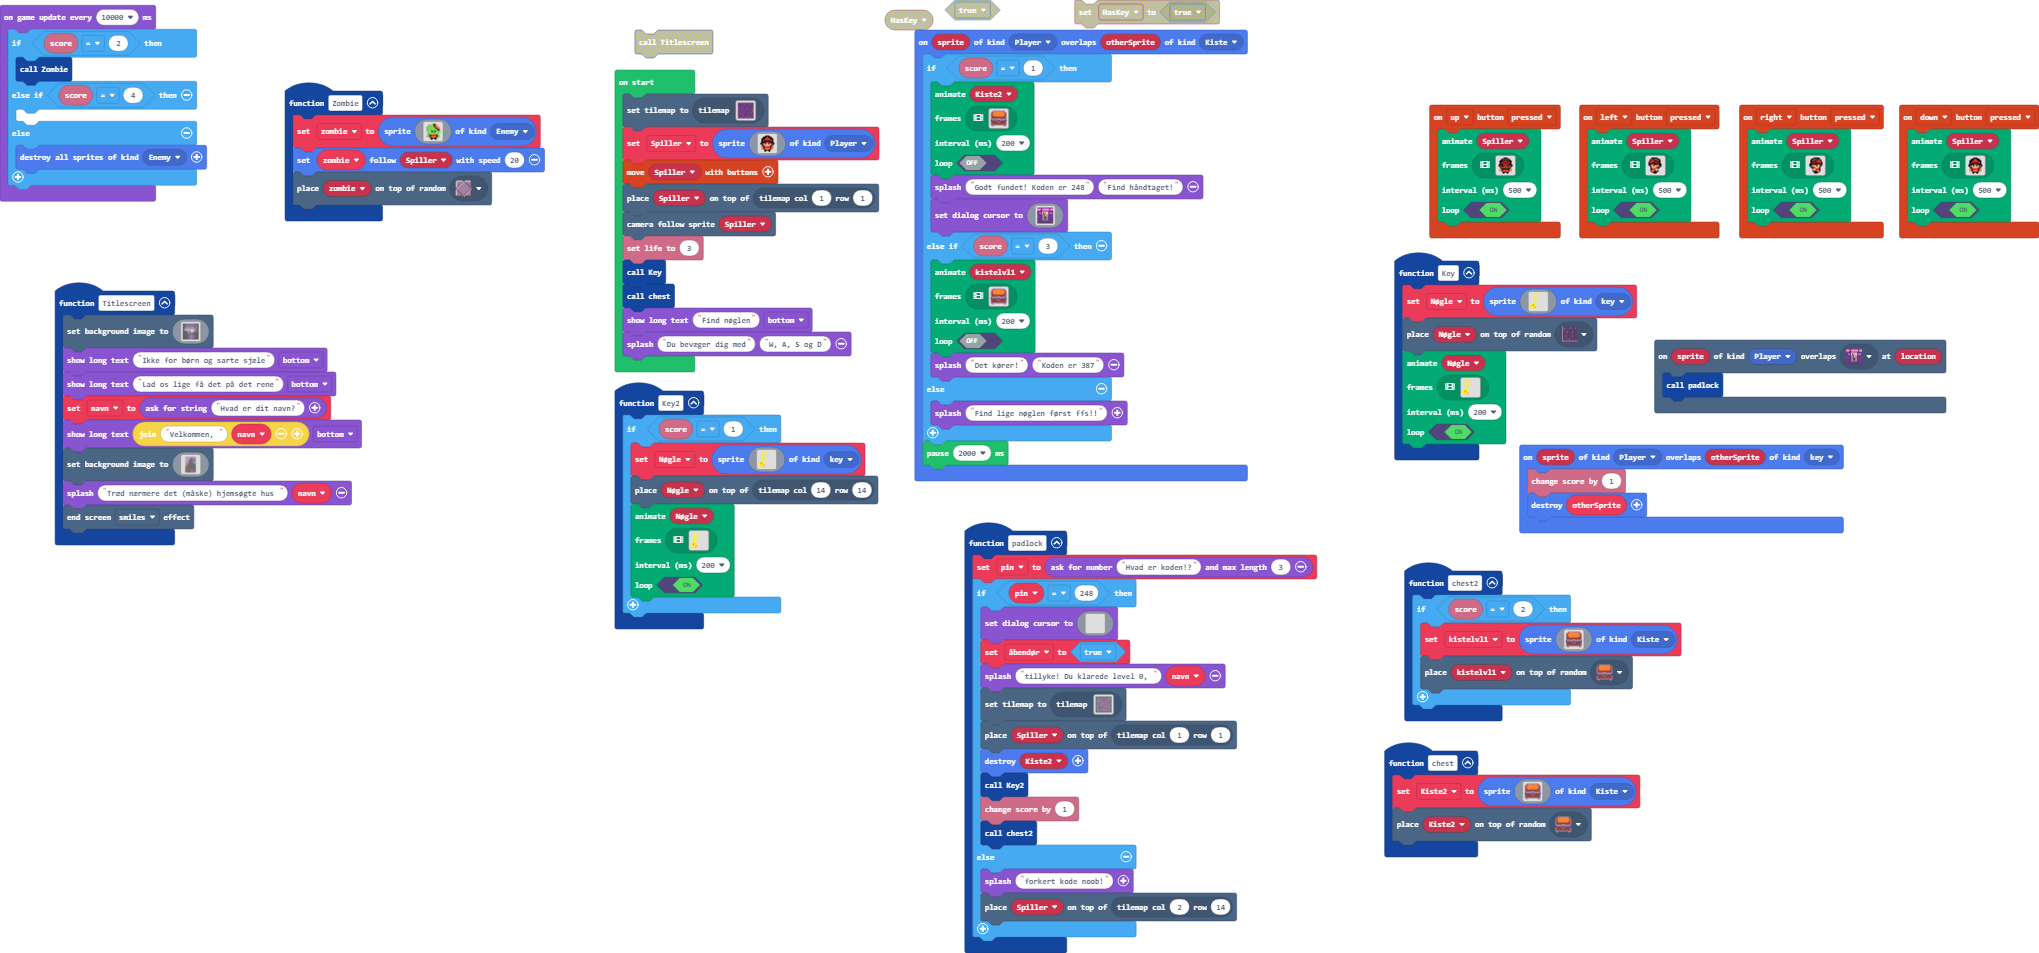 on game update every 10000 ms
if score = 2 then
call Zombie
else if score = 4 then
else
destroy all sprites of kind Enemy
function Zombie
set zombie to sprite of kind Enemy
set zombie follow Spiller with speed 20
place zombie on top of random
function Titlescreen
set background image to
show long text "Ikke for børn og sarte sjæle" bottom
show long text "Lad os lige få det på det rene" bottom
set navn to ask for string "Hvad er dit navn?"
show long text join "Velkommen, " navn bottom
set background image to
splash "Træd nærmere det (måske) hjemsøgte hus " navn
end screen smiles effect
call Titlescreen
on start
set tilemap to tilemap
set Spiller to sprite of kind Player
move Spiller with buttons
place Spiller on top of tilemap col 1 row 1
camera follow sprite Spiller
set life to 3
call Key
call chest
show long text "Find nøglen" bottom
splash "Du bevæger dig med" "W, A, S og D"
function Key2
if score = 1 then
set Nøgle to sprite of kind key
place Nøgle on top of tilemap col 14 row 14
animate Nøgle
frames
interval (ms) 200
loop ON
HasKey
true
set HasKey to true
on sprite of kind Player overlaps otherSprite of kind Kiste
if score = 1 then
animate Kiste2
frames
interval (ms) 200
loop OFF
splash "Godt fundet! Koden er 248" "Find håndtaget!"
set dialog cursor to
else if score = 3 then
animate kistelvl1
frames
interval (ms) 200
loop OFF
splash "Det kører!" "Koden er 387"
else
splash "Find lige nøglen først ffs!!"
pause 2000 ms
function padlock
set pin to ask for number "Hvad er koden!?" and max length 3
if pin = 248 then
set dialog cursor to
set åbendør to true
splash "tillyke! Du klarede level 0, " navn
set tilemap to tilemap
place Spiller on top of tilemap col 1 row 1
destroy Kiste2
call Key2
change score by 1
call chest2
else
splash "forkert kode noob!"
place Spiller on top of tilemap col 2 row 14
on up button pressed
animate Spiller
frames
interval (ms) 500
loop ON
on left button pressed
animate Spiller
frames
interval (ms) 500
loop ON
on right button pressed
animate Spiller
frames
interval (ms) 500
loop ON
on down button pressed
animate Spiller
frames
interval (ms) 500
loop ON
function Key
set Nøgle to sprite of kind key
place Nøgle on top of random
animate Nøgle
frames
interval (ms) 200
loop ON
on sprite of kind Player overlaps at location
call padlock
on sprite of kind Player overlaps otherSprite of kind key
change score by 1
destroy otherSprite
function chest2
if score = 2 then
set kistelvl1 to sprite of kind Kiste
place kistelvl1 on top of random
function chest
set Kiste2 to sprite of kind Kiste
place Kiste2 on top of random